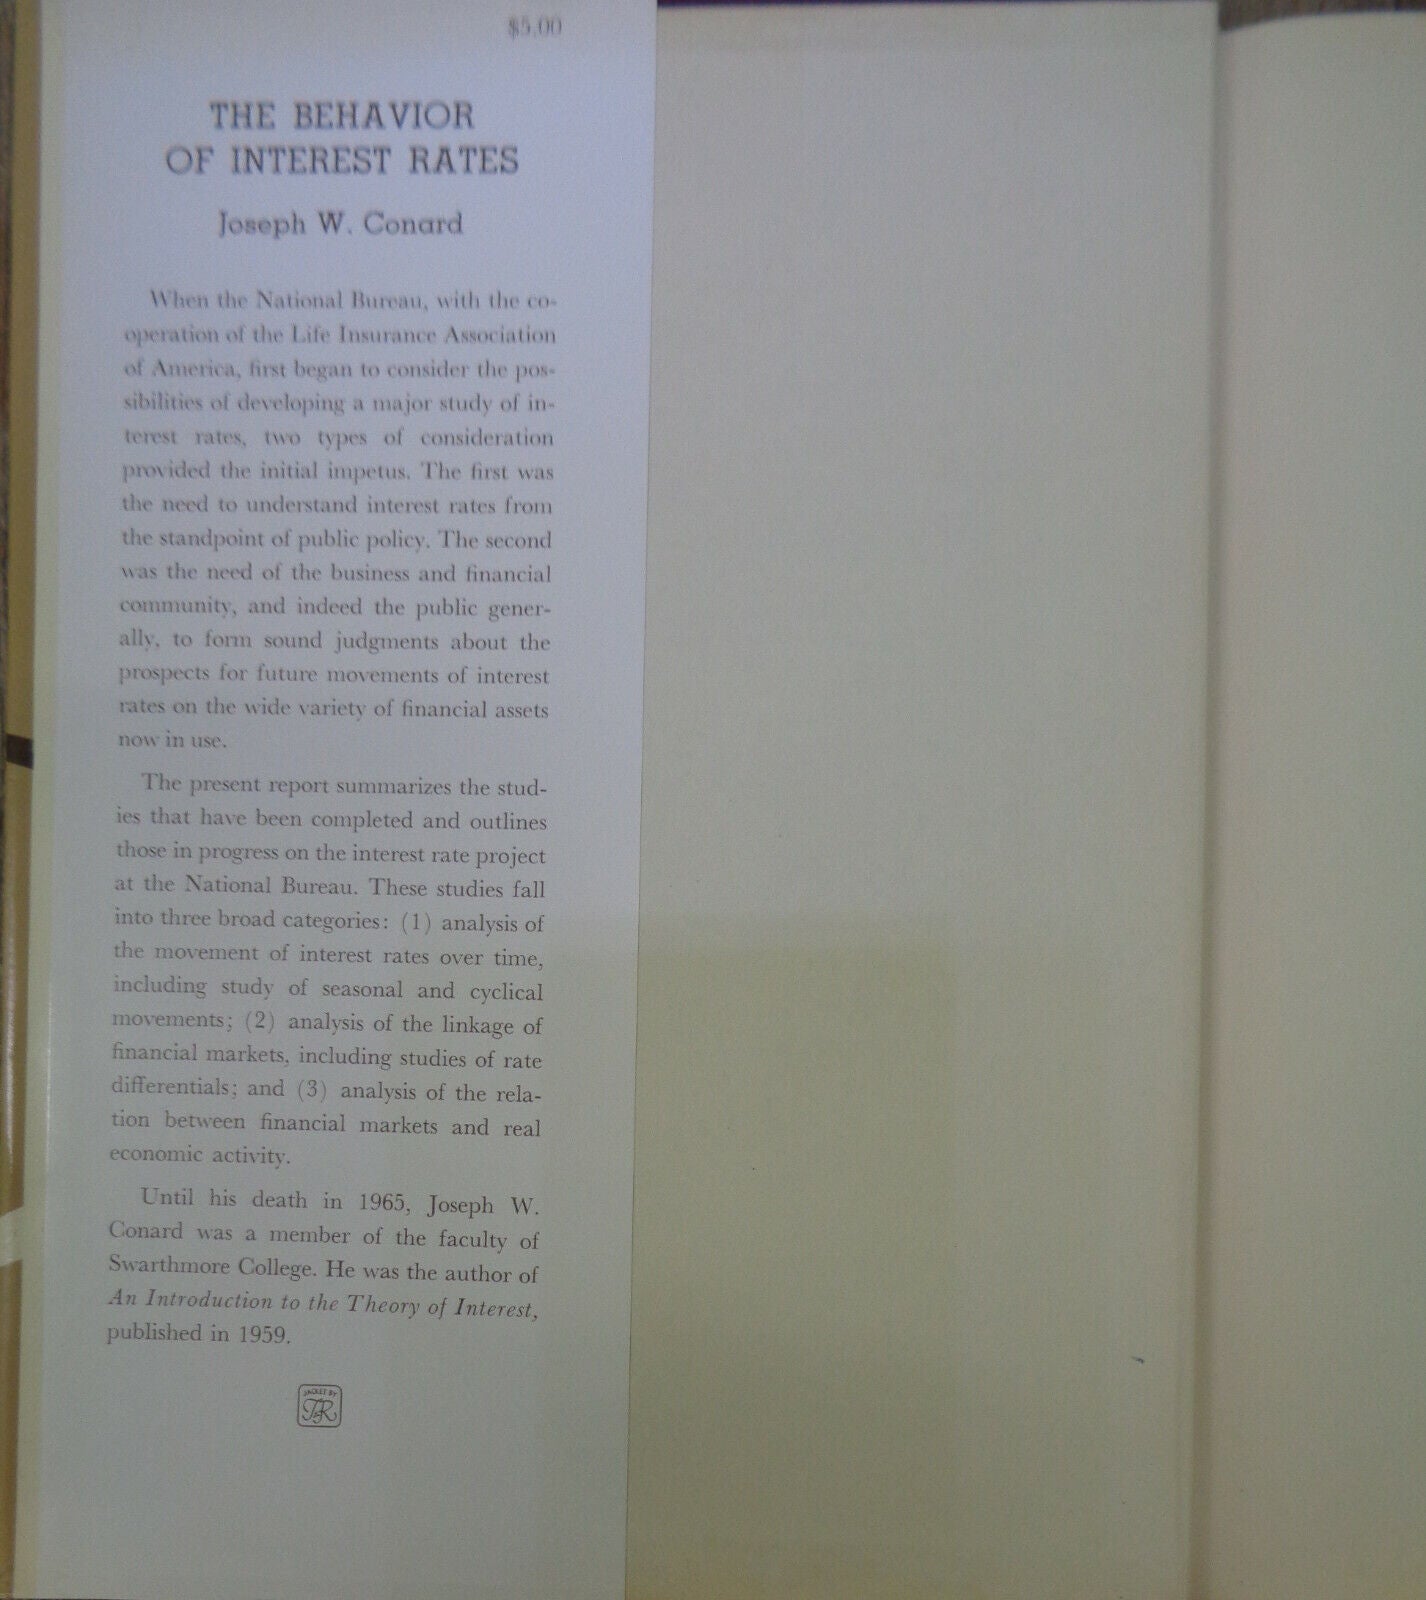 $5.00
THE BEHAVIOR
OF INTEREST RATES
Joseph W. Conard
When the National Bureau, with the co-
operation of the Life Insurance Association
of America, first began to consider the pos-
sibilities of developing a major study of in-
terest rates, two types of consideration
provided the initial impetus. The first was
the need to understand interest rates from
the standpoint of public policy. The second
was the need of the business and financial
community, and indeed the public gener-
ally, to form sound judgments about the
prospects for future movements of interest
rates on the wide variety of financial assets
now in use.
The present report summarizes the stud-
ies that have been completed and outlines
those in progress on the interest rate project
at the National Bureau. These studies fall
into three broad categories: (1) analysis of
the movement of interest rates over time,
including study of seasonal and cyclical
movements; (2) analysis of the linkage of
financial markets, including studies of rate
differentials; and (3) analysis of the rela-
tion between financial markets and real
economic activity.
Until his death in 1965, Joseph W.
Conard was a member of the faculty of
Swarthmore College. He was the author of
An Introduction to the Theory of Interest,
published in 1959.
JACKET BY